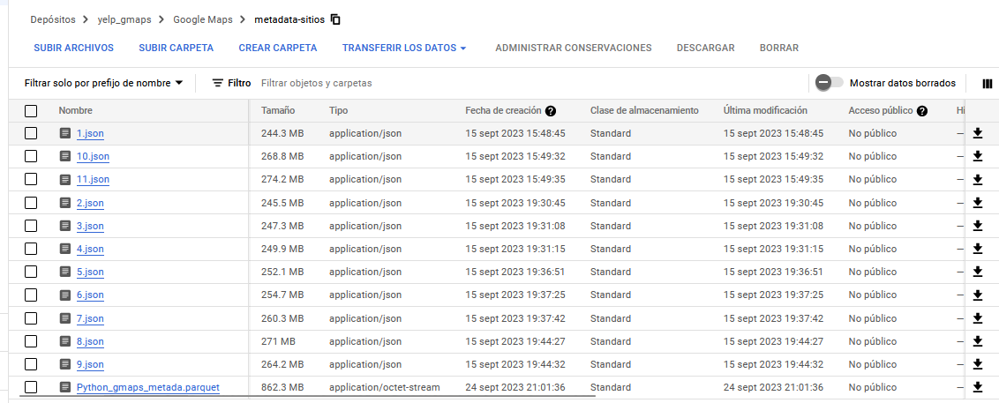 Depósitos > yelp_gmaps > Google Maps > metadata-sitios
SUBIR ARCHIVOS SUBIR CARPETA CREAR CARPETA TRANSFERIR LOS DATOS ADMINISTRAR CONSERVACIONES DESCARGAR BORRAR
Filtrar solo por prefijo de nombre Filtro Filtrar objetos y carpetas Mostrar datos borrados
Nombre Tamaño Tipo Fecha de creación Clase de almacenamiento Última modificación Acceso público Hi
1.json 244.3 MB application/json 15 sept 2023 15:48:45 Standard 15 sept 2023 15:48:45 No público —
10.json 268.8 MB application/json 15 sept 2023 15:49:32 Standard 15 sept 2023 15:49:32 No público —
11.json 274.2 MB application/json 15 sept 2023 15:49:35 Standard 15 sept 2023 15:49:35 No público —
2.json 245.5 MB application/json 15 sept 2023 19:30:45 Standard 15 sept 2023 19:30:45 No público —
3.json 247.3 MB application/json 15 sept 2023 19:31:08 Standard 15 sept 2023 19:31:08 No público —
4.json 249.9 MB application/json 15 sept 2023 19:31:15 Standard 15 sept 2023 19:31:15 No público —
5.json 252.1 MB application/json 15 sept 2023 19:36:51 Standard 15 sept 2023 19:36:51 No público —
6.json 254.7 MB application/json 15 sept 2023 19:37:25 Standard 15 sept 2023 19:37:25 No público —
7.json 260.3 MB application/json 15 sept 2023 19:37:42 Standard 15 sept 2023 19:37:42 No público —
8.json 271 MB application/json 15 sept 2023 19:44:27 Standard 15 sept 2023 19:44:27 No público —
9.json 264.2 MB application/json 15 sept 2023 19:44:32 Standard 15 sept 2023 19:44:32 No público —
Python_gmaps_metada.parquet 862.3 MB application/octet-stream 24 sept 2023 21:01:36 Standard 24 sept 2023 21:01:36 No público —